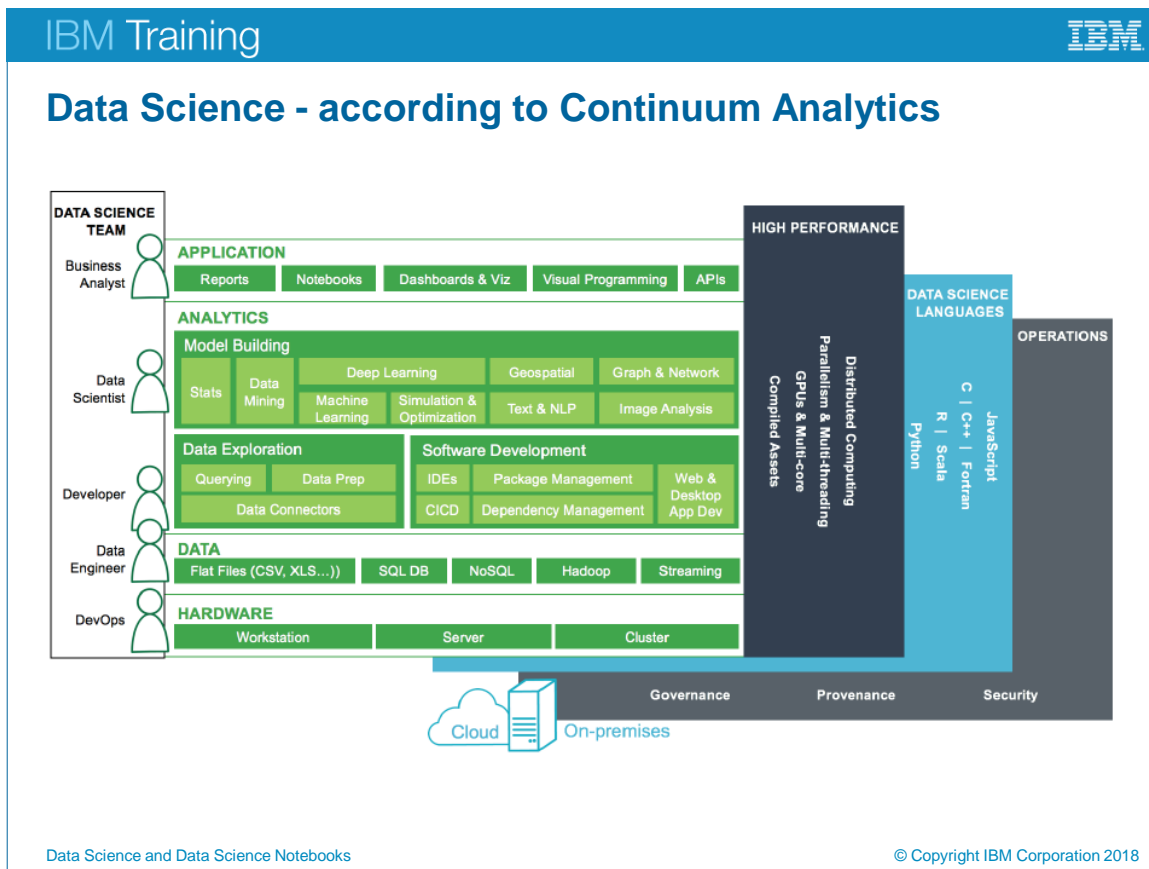 IBM Training
IBM
Data Science - according to Continuum Analytics
DATA SCIENCE
TEAM
Business
Analyst
Data
Scientist
Developer
Data
Engineer
DevOps
APPLICATION
Reports
Notebooks
Dashboards & Viz
Visual Programming
APIs
ANALYTICS
Model Building
Stats
Data
Mining
Deep Learning
Geospatial
Graph & Network
Machine
Learning
Simulation &
Optimization
Text & NLP
Image Analysis
Data Exploration
Querying
Data Prep
Data Connectors
Software Development
IDEs
Package Management
Web &
Desktop
App Dev
CICD
Dependency Management
DATA
Flat Files (CSV, XLS...))
SQL DB
NoSQL
Hadoop
Streaming
HARDWARE
Workstation
Server
Cluster
HIGH PERFORMANCE
Distributed Computing
Parallelism & Multi-threading
GPUs & Multi-core
Compiled Assets
DATA SCIENCE
LANGUAGES
JavaScript
C | C++ | Fortran
R | Scala
Python
OPERATIONS
Governance
Provenance
Security
Cloud
On-premises
Data Science and Data Science Notebooks
© Copyright IBM Corporation 2018